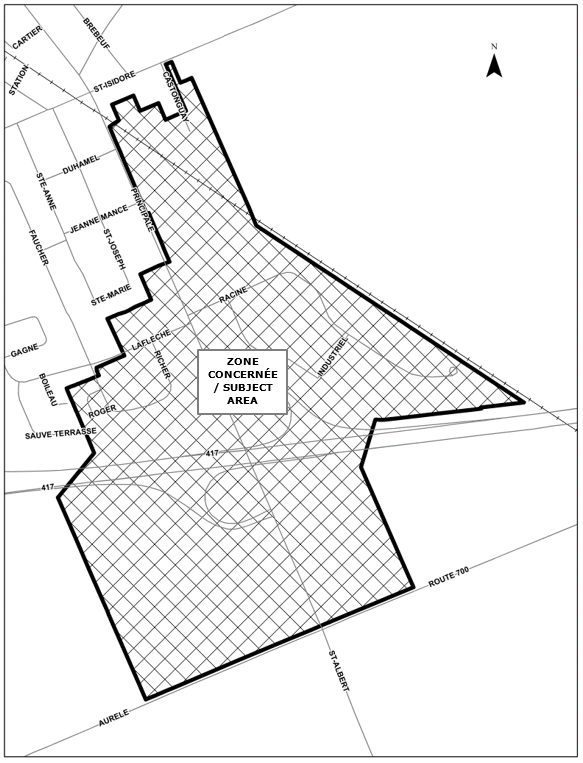 CARTIER
BREBEUF
N
STATION
ST-ISIDORE
CASTONGUAY
DUHAMEL
STE-ANNE
PRINCIPALE
JEANNE MANCE
FAUCHER
ST-JOSEPH
STE-MARIE
RACINE
LAFLECHE
GAGNE
RICHER
INDUSTRIEL
ZONE
CONCERNÉE
/ SUBJECT
AREA
BOILEAU
ROGER
SAUVE-TERRASSE
417
417
ROUTE 700
ST-ALBERT
AURELE